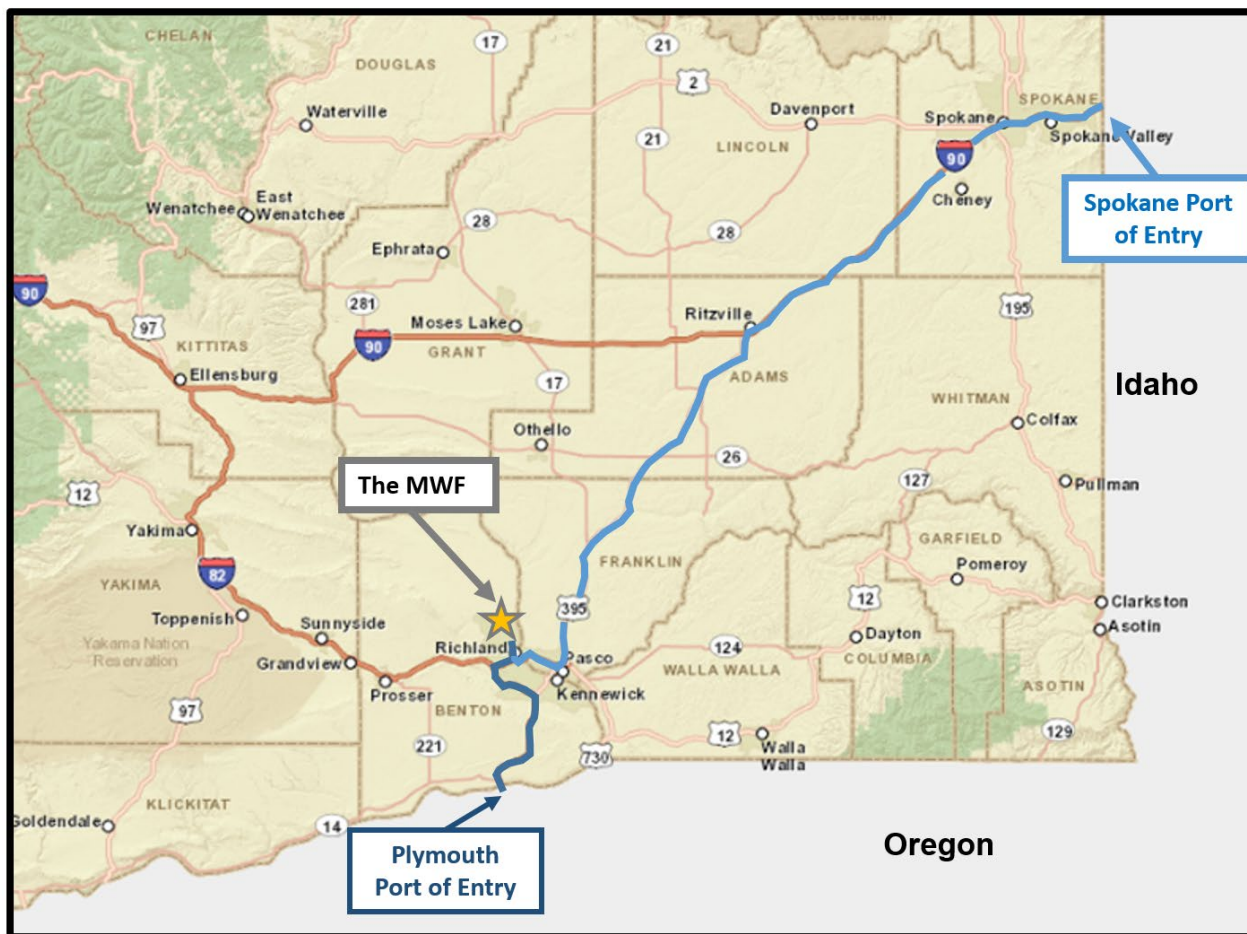 Reservation
CHELAN
17
21
DOUGLAS
2
Waterville
Davenport
Spokane
SPOKANE
Spokane Valley
21
LINCOLN
90
Cheney
Spokane Port
of Entry
East
Wenatchee
Wenatchee
28
28
Ephrata
90
281
97
Moses Lake
Ritzville
195
90
GRANT
KITTITAS
Ellensburg
ADAMS
Idaho
17
WHITMAN
Othello
Colfax
26
The MWF
12
127
Pullman
Yakima
GARFIELD
FRANKLIN
Pomeroy
82
YAKIMA
395
12
Clarkston
Toppenish
Sunnyside
Asotin
Yakama Nation
Reservation
Dayton
Richland
124
Grandview
Pasco
WALLA WALLA
COLUMBIA
Prosser
Kennewick
ASOTIN
97
BENTON
221
12
129
Walla
Walla
730
KLICKITAT
Goldendale
14
Oregon
Plymouth
Port of Entry